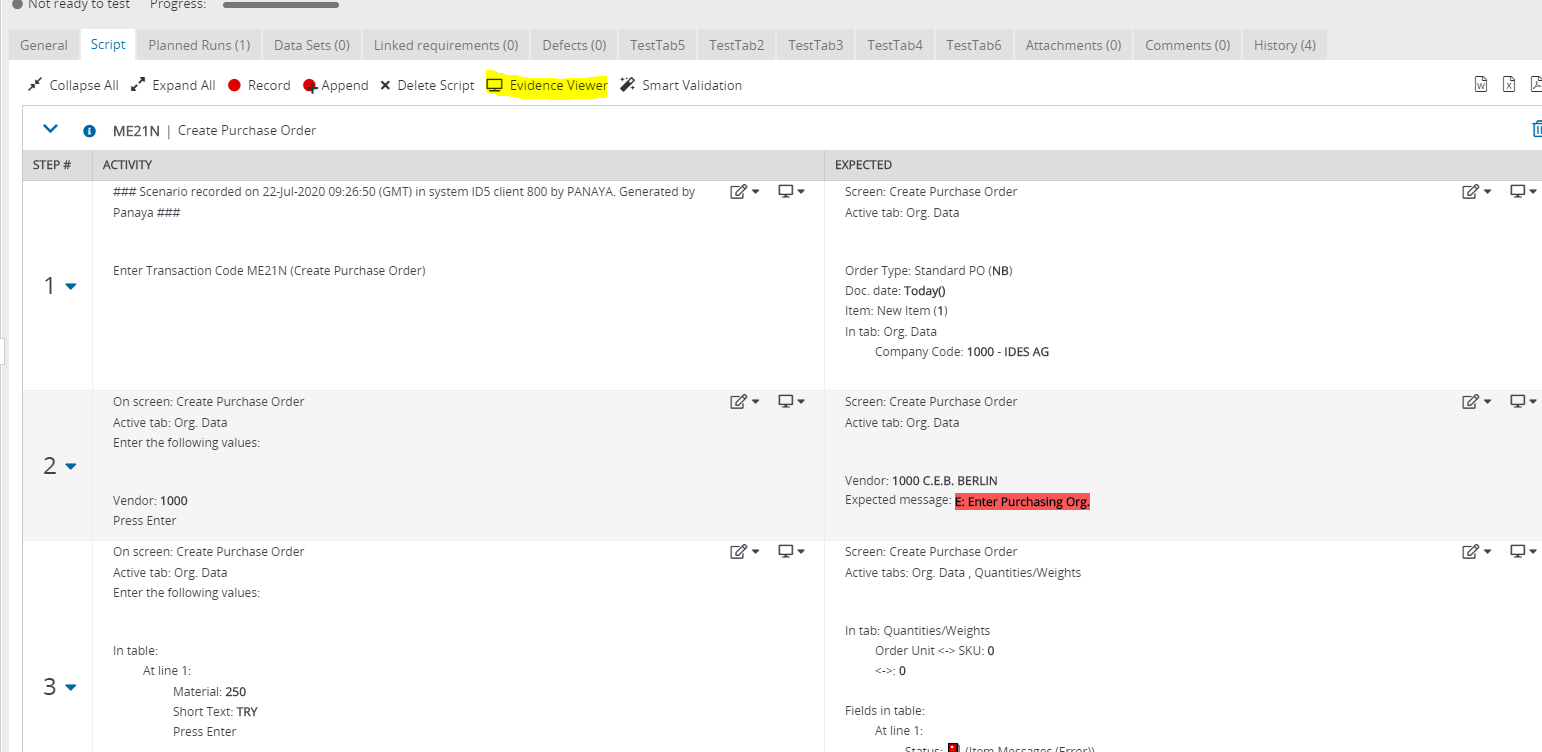 Not ready to test Progress:
General Script Planned Runs (1) Data Sets (0) Linked requirements (0) Defects (0) TestTab5 TestTab2 TestTab3 TestTab4 TestTab6 Attachments (0) Comments (0) History (4)
Collapse All Expand All Record Append Delete Script Evidence Viewer Smart Validation
ME21N | Create Purchase Order
STEP # ACTIVITY EXPECTED
1
### Scenario recorded on 22-Jul-2020 09:26:50 (GMT) in system ID5 client 800 by PANAYA. Generated by
Panaya ###
Enter Transaction Code ME21N (Create Purchase Order)
Screen: Create Purchase Order
Active tab: Org. Data
Order Type: Standard PO (NB)
Doc. date: Today()
Item: New Item (1)
In tab: Org. Data
Company Code: 1000 - IDES AG
2
On screen: Create Purchase Order
Active tab: Org. Data
Enter the following values:
Vendor: 1000
Press Enter
Screen: Create Purchase Order
Active tab: Org. Data
Vendor: 1000 C.E.B. BERLIN
Expected message: E: Enter Purchasing Org.
3
On screen: Create Purchase Order
Active tab: Org. Data
Enter the following values:
In table:
At line 1:
Material: 250
Short Text: TRY
Press Enter
Screen: Create Purchase Order
Active tabs: Org. Data , Quantities/Weights
In tab: Quantities/Weights
Order Unit <-> SKU: 0
<->: 0
Fields in table:
At line 1:
Status: (Item Messages (Error))